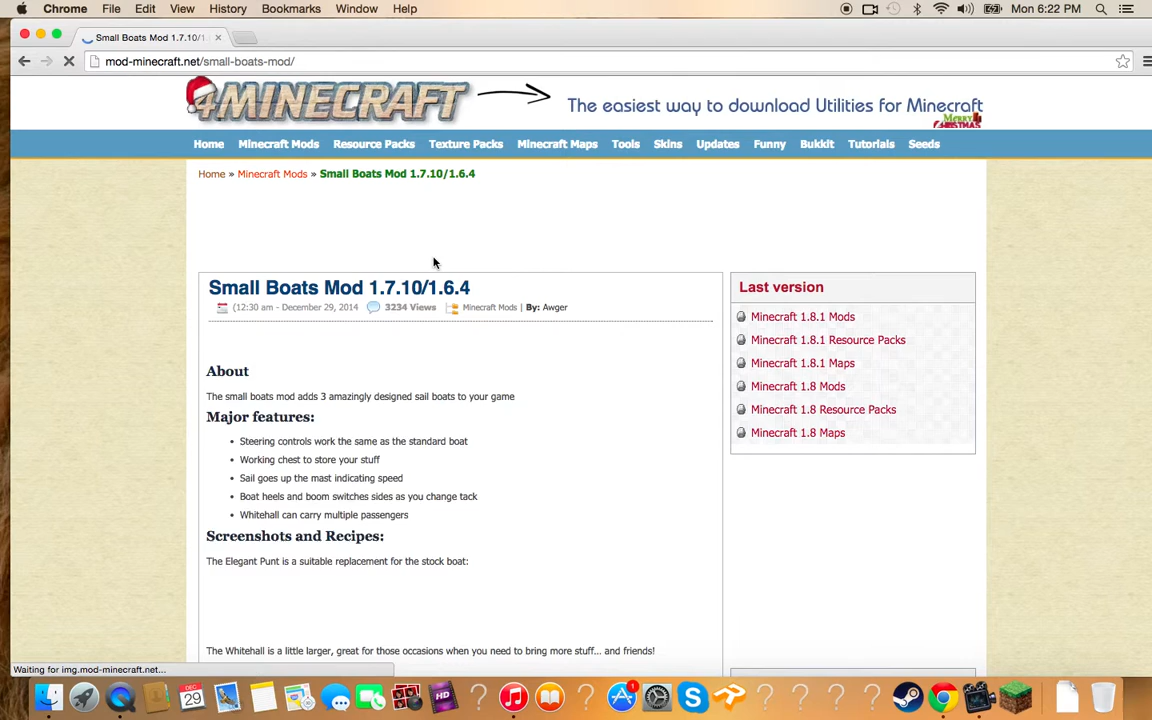 Chrome File Edit View History Bookmarks Window Help Mon 6:22 PM
Small Boats Mod 1.7.10/1.
mod-minecraft.net/small-boats-mod/
4MINECRAFT The easiest way to download Utilities for Minecraft
MERRY CHRISTMAS
Home Minecraft Mods Resource Packs Texture Packs Minecraft Maps Tools Skins Updates Funny Bukkit Tutorials Seeds
Home » Minecraft Mods » Small Boats Mod 1.7.10/1.6.4
Small Boats Mod 1.7.10/1.6.4
(12:30 am - December 29, 2014 3234 Views Minecraft Mods | By: Awger
About
The small boats mod adds 3 amazingly designed sail boats to your game
Major features:
• Steering controls work the same as the standard boat
• Working chest to store your stuff
• Sail goes up the mast indicating speed
• Boat heels and boom switches sides as you change tack
• Whitehall can carry multiple passengers
Screenshots and Recipes:
The Elegant Punt is a suitable replacement for the stock boat:
The Whitehall is a little larger, great for those occasions when you need to bring more stuff... and friends!
Last version
Minecraft 1.8.1 Mods
Minecraft 1.8.1 Resource Packs
Minecraft 1.8.1 Maps
Minecraft 1.8 Mods
Minecraft 1.8 Resource Packs
Minecraft 1.8 Maps
Waiting for img.mod-minecraft.net...
DEC
29
HD
1